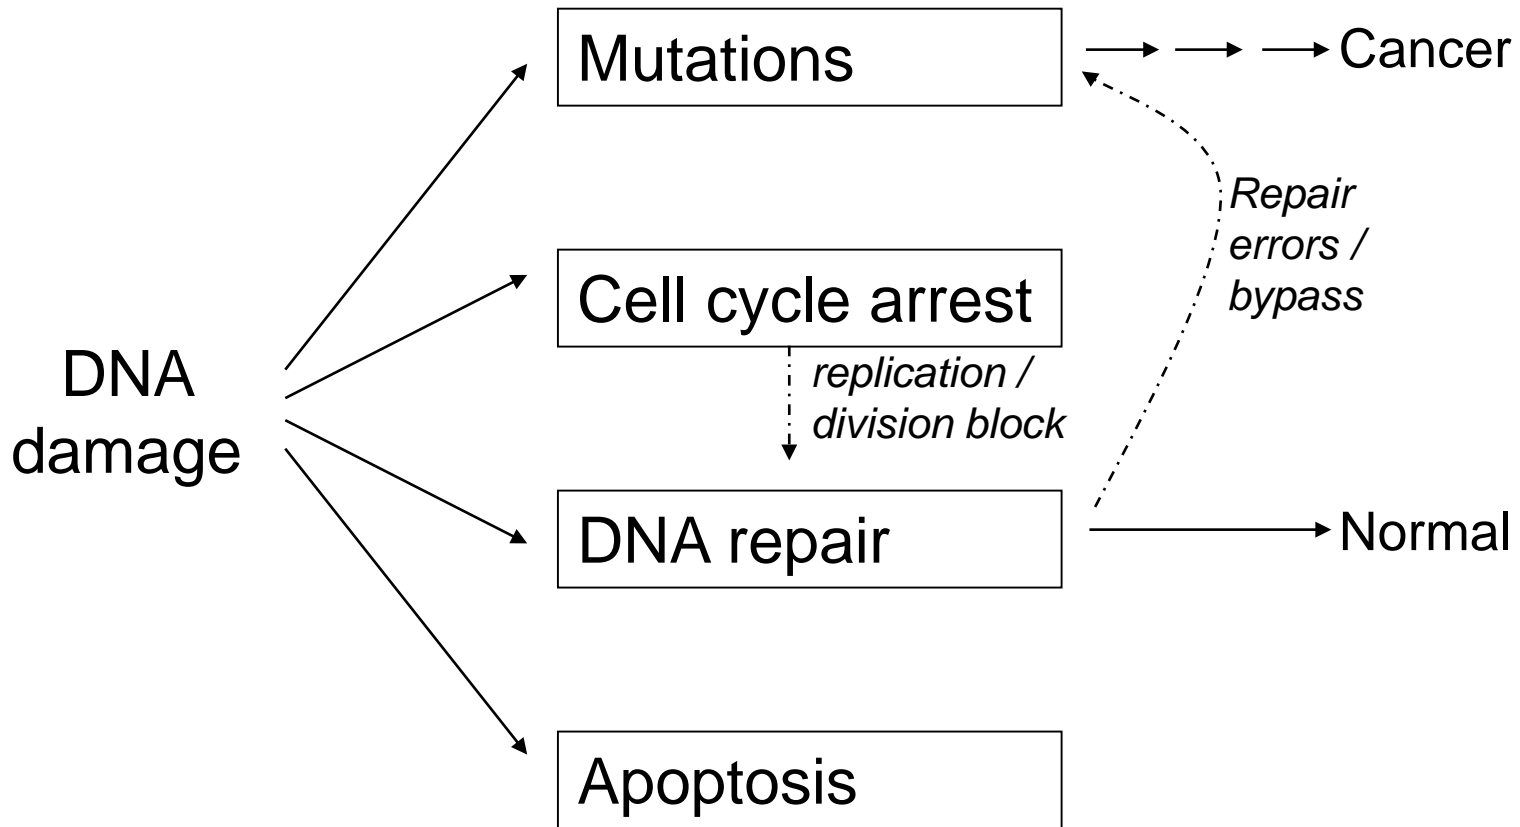 Mutations
Cancer
Repair
errors /
bypass
Cell cycle arrest
replication /
division block
DNA
damage
DNA repair
Normal
Apoptosis